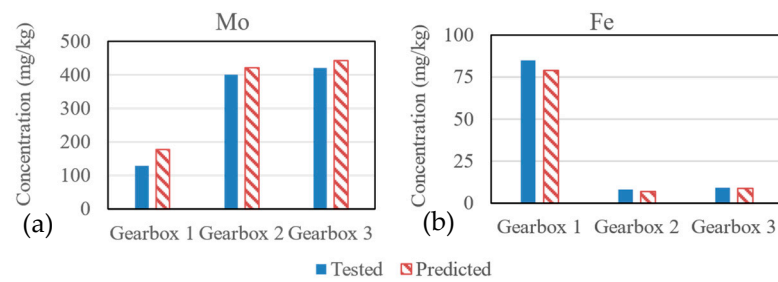 Mo
Concentration (mg/kg)
500
400
300
200
100
0
Gearbox 1 Gearbox 2 Gearbox 3
(a)
Fe
Concentration (mg/kg)
100
75
50
25
0
Gearbox 1 Gearbox 2 Gearbox 3
(b)
Tested Predicted